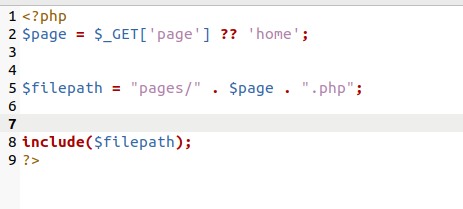 1 <?php
2 $page = $_GET['page'] ?? 'home';
3
4
5 $filepath = "pages/" . $page . ".php";
6
7
8 include($filepath);
9 ?>